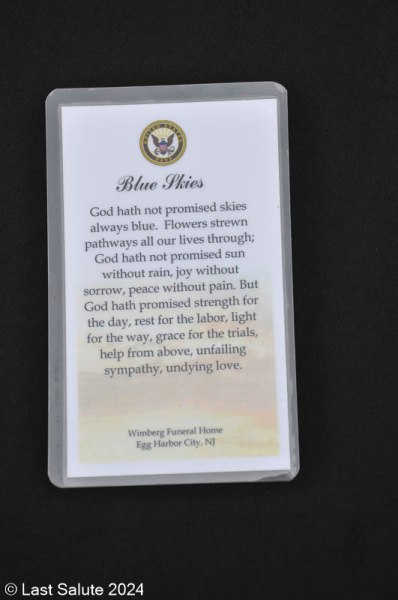 UNITED STATES
NAVY
Blue Skies
God hath not promised skies
always blue. Flowers strewn
pathways all our lives through;
God hath not promised sun
without rain, joy without
sorrow, peace without pain. But
God hath promised strength for
the day, rest for the labor, light
for the way, grace for the trials,
help from above, unfailing
sympathy, undying love.
Wimberg Funeral Home
Egg Harbor City, NJ
© Last Salute 2024